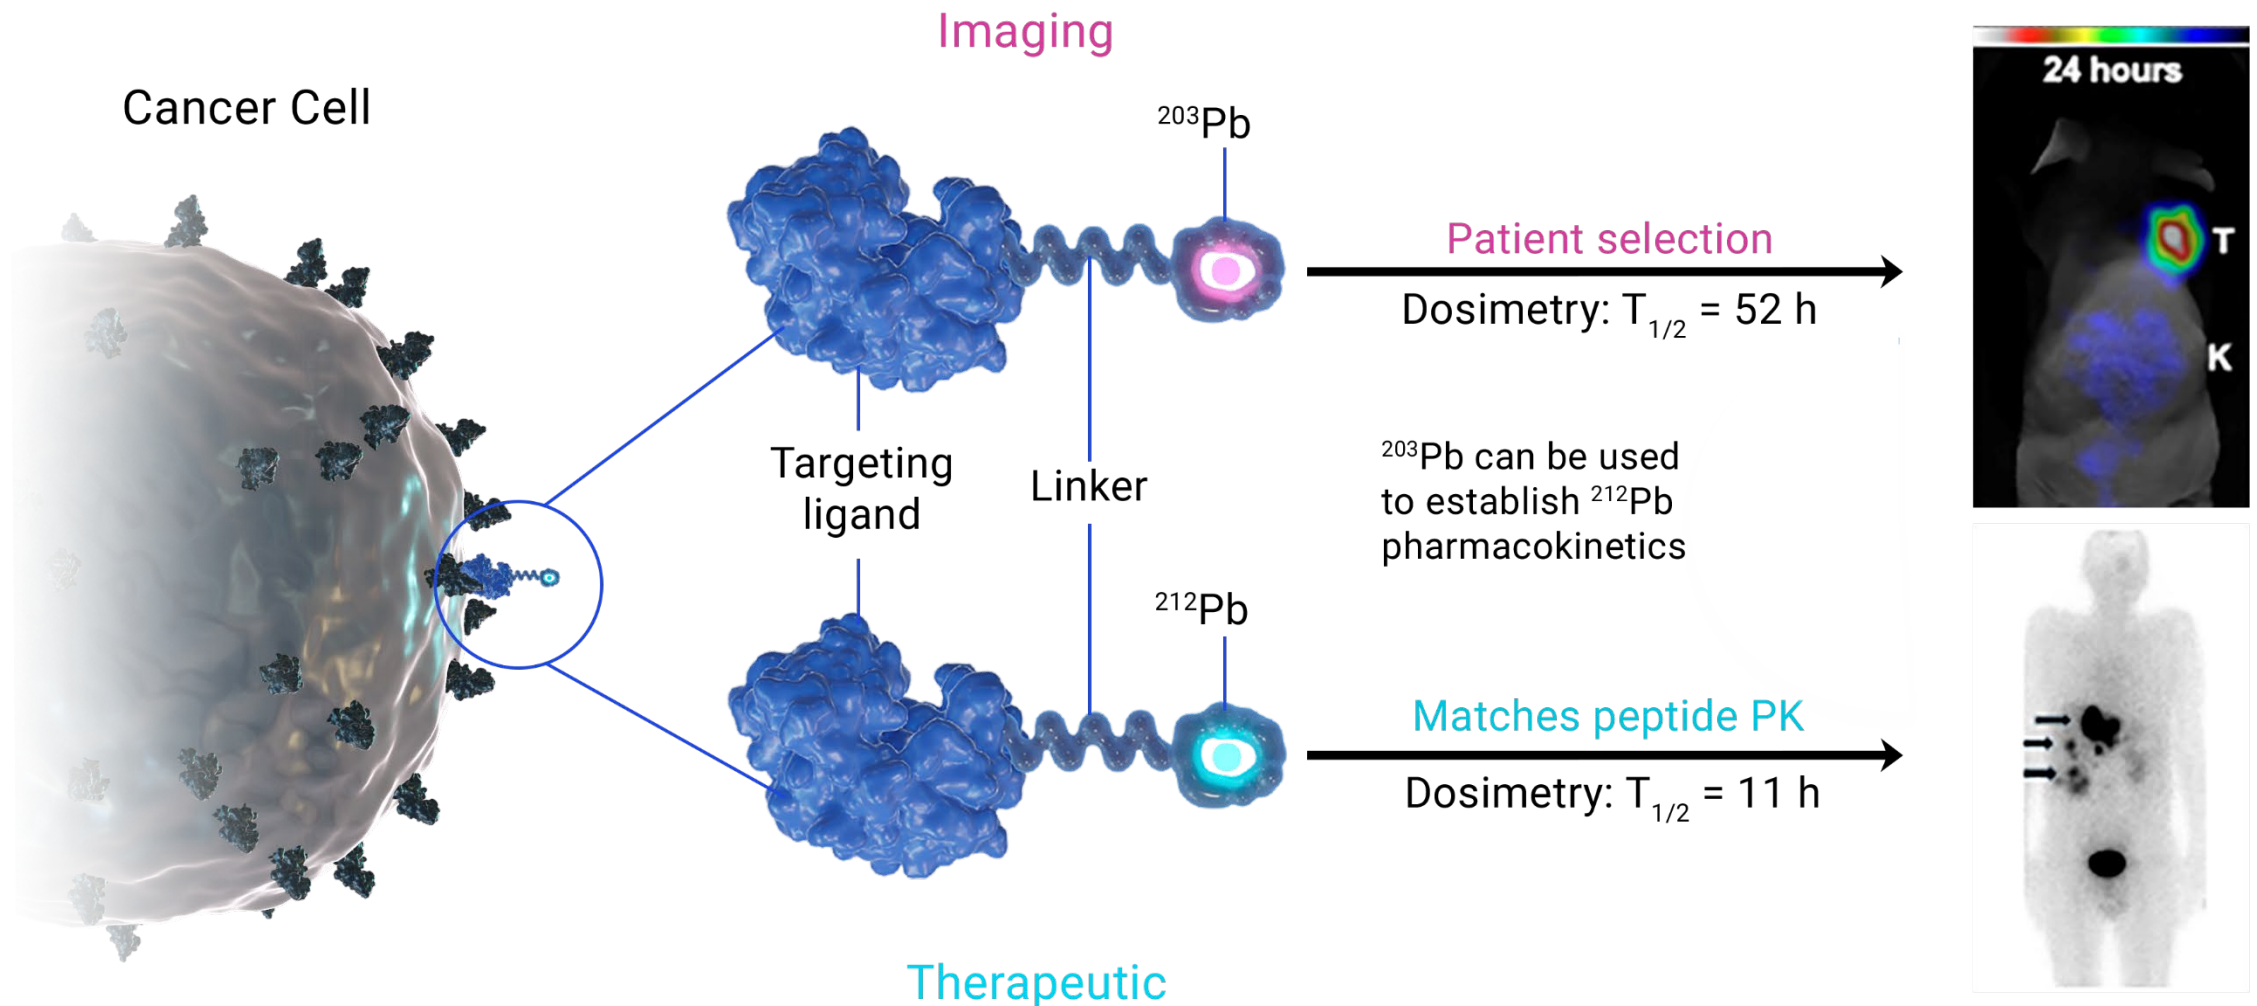 Imaging
Cancer Cell
²⁰³Pb
24 hours
Patient selection
T
Dosimetry: T₁/₂ = 52 h
K
Targeting
ligand
Linker
²⁰³Pb can be used
to establish ²¹²Pb
pharmacokinetics
²¹²Pb
Matches peptide PK
Dosimetry: T₁/₂ = 11 h
Therapeutic